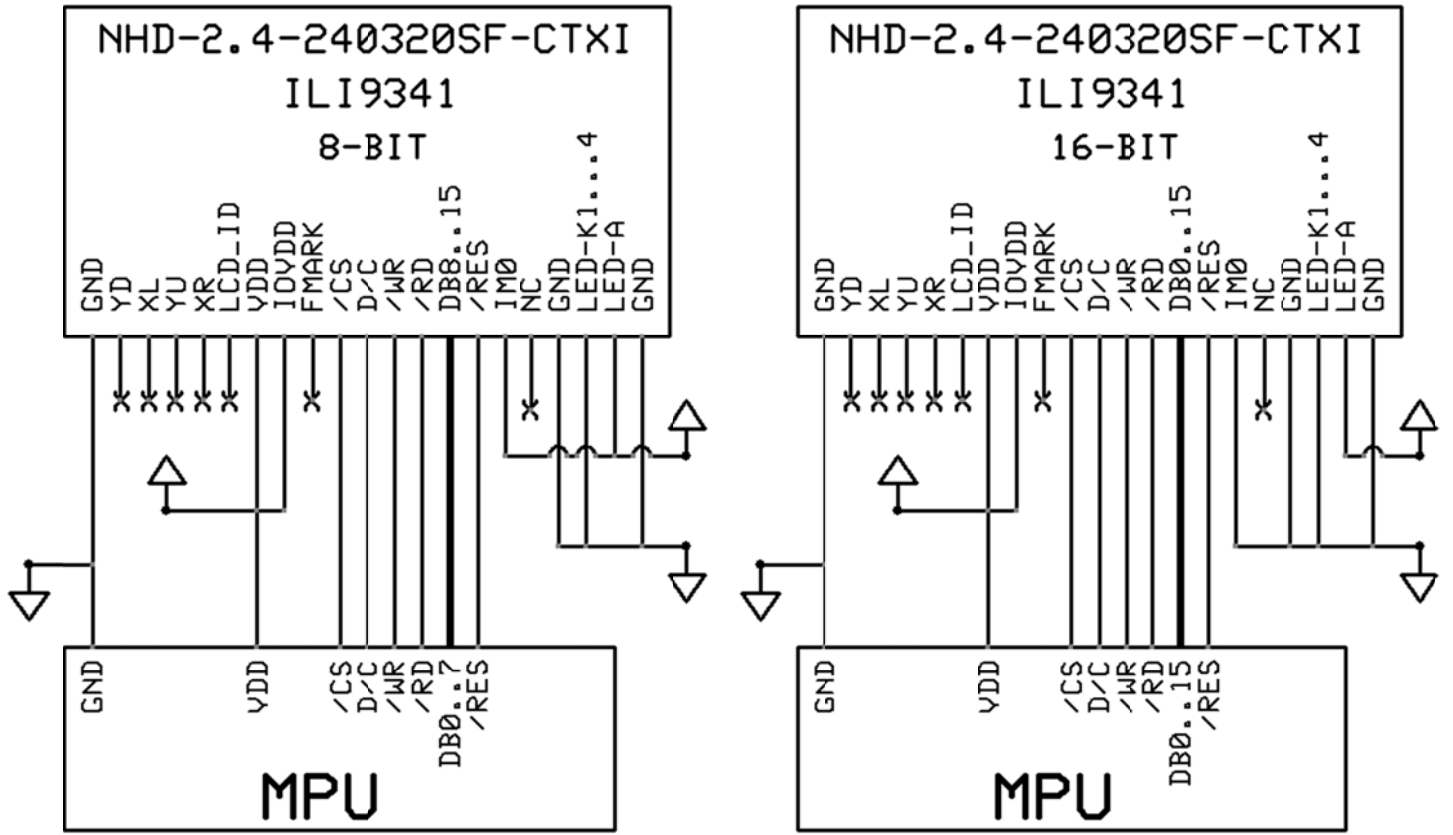 NHD-2.4-240320SF-CTXI
ILI9341
8-BIT
GND
YD
XL
YU
XR
LCD_ID
VDD
IOVDD
FMARK
/CS
D/C
/WR
/RD
DB8...15
/RES
IM0
NC
GND
LED-K1...4
LED-A
GND
GND
VDD
/CS
D/C
/WR
/RD
DB0...7
/RES
MPU
NHD-2.4-240320SF-CTXI
ILI9341
16-BIT
GND
YD
XL
YU
XR
LCD_ID
VDD
IOVDD
FMARK
/CS
D/C
/WR
/RD
DB0...15
/RES
IM0
NC
GND
LED-K1...4
LED-A
GND
GND
VDD
/CS
D/C
/WR
/RD
DB0...15
/RES
MPU